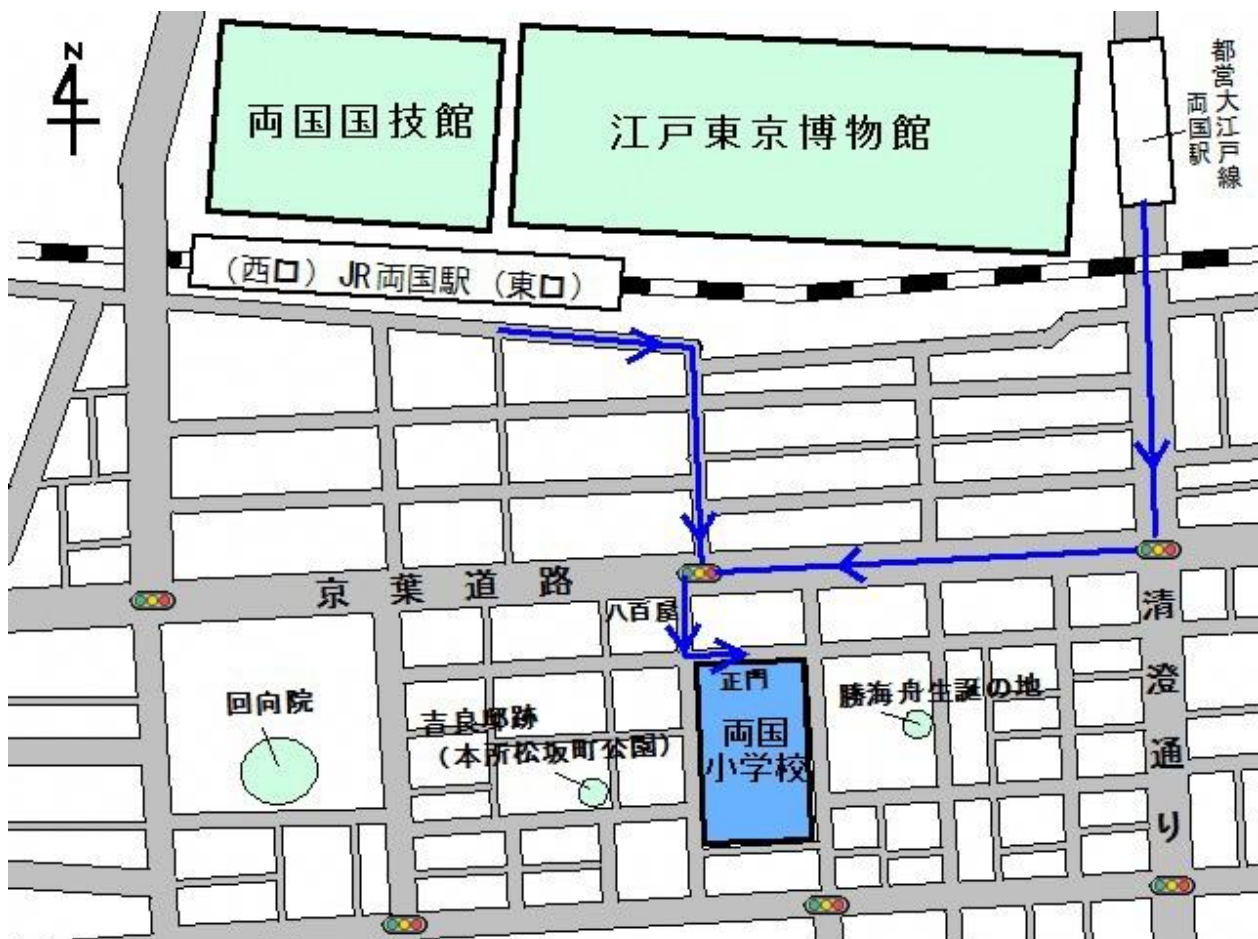 N
両国国技館
江戸東京博物館
都営大江戸線
両国駅
(西口) JR両国駅 (東口)
京葉道路
八百屋
清澄通り
回向院
吉良邸跡
(本所松坂町公園)
正門
両国
小学校
勝海舟生誕の地